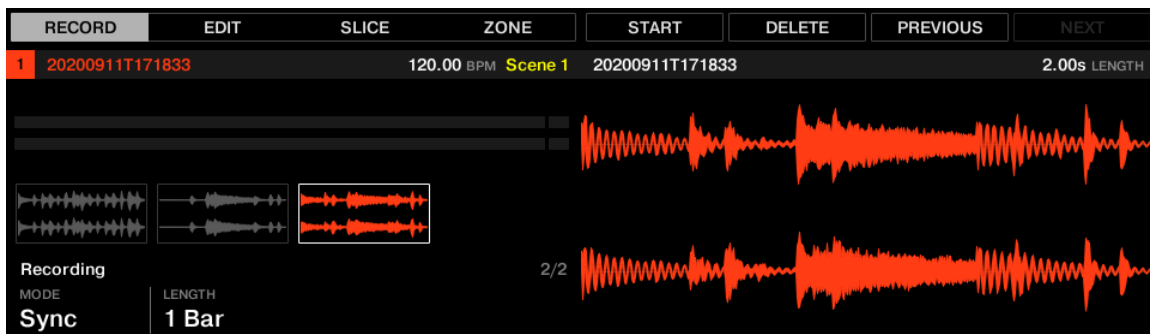 RECORD EDIT SLICE ZONE START DELETE PREVIOUS NEXT
1 20200911T171833 120.00 BPM Scene 1 20200911T171833 2.00s LENGTH
Recording 2/2
MODE LENGTH
Sync 1 Bar